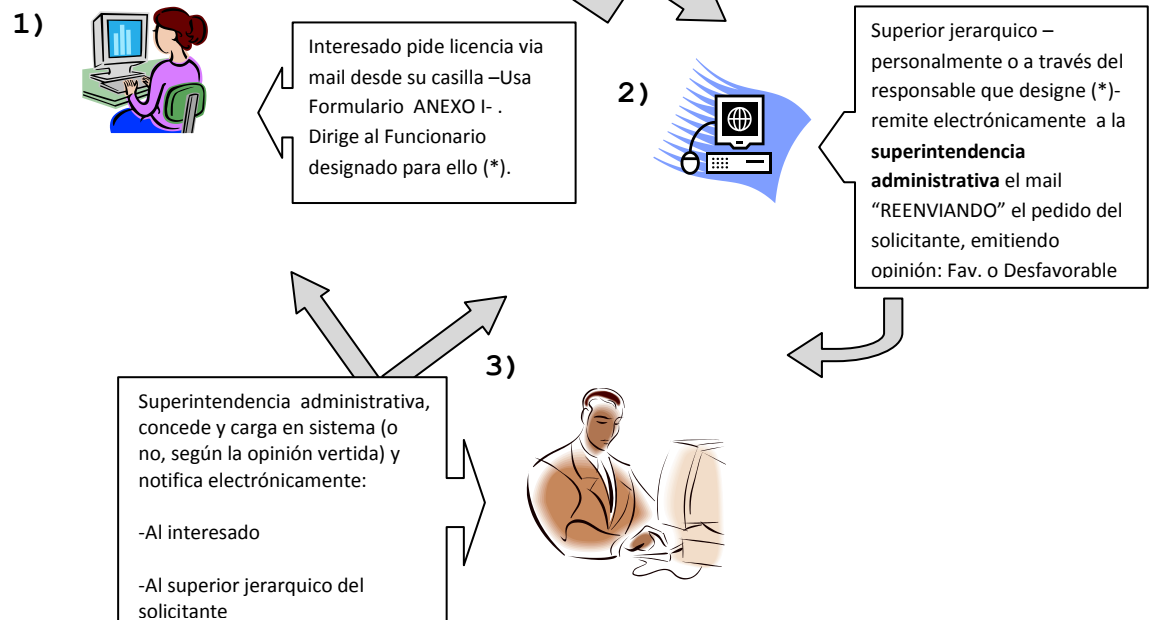 1)
Interesado pide licencia via
mail desde su casilla –Usa
Formulario ANEXO I- .
Dirige al Funcionario
designado para ello (*).
2)
Superior jerarquico –
personalmente o a través del
responsable que designe (*)-
remite electrónicamente a la
superintendencia
administrativa el mail
“REENVIANDO” el pedido del
solicitante, emitiendo
opinión: Fav. o Desfavorable
3)
Superintendencia administrativa,
concede y carga en sistema (o
no, según la opinión vertida) y
notifica electrónicamente:
-Al interesado
-Al superior jerarquico del
solicitante